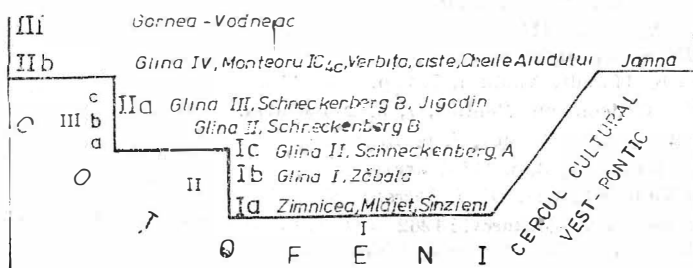 III Gornea-Vodneac
IIb Glina IV, Monteoru IC4c, Verbița, ciste, Cheile Aiudului Jamna
c
III b IIa Glina III, Schneckenberg B, Jigodin
a Glina II, Schneckenberg B
Ic Glina II, Schneckenberg A
II Ib Glina I, Zăbala
Ia Zimnicea, Mlăjet, Sînzieni
I
C O T O F E N I
CERCUL CULTURAL
VEST-PONTIC